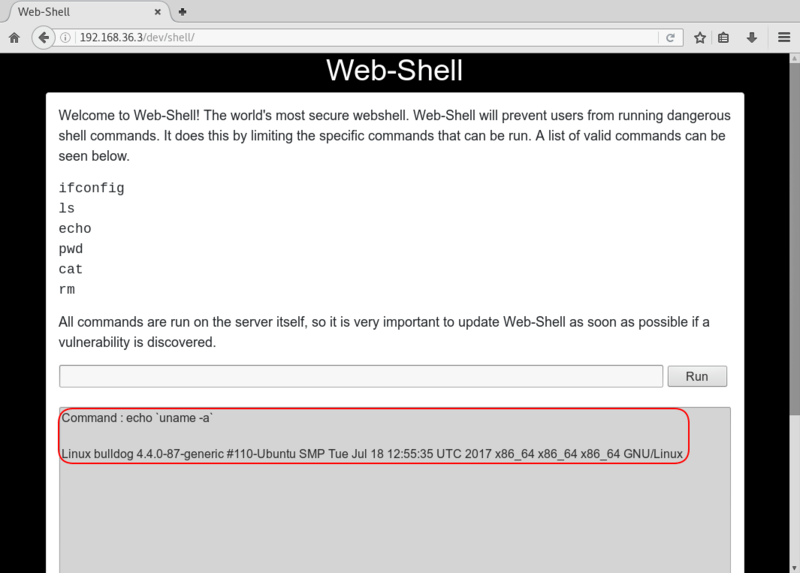 Web-Shell
192.168.36.3/dev/shell/
Web-Shell
Welcome to Web-Shell! The world's most secure webshell. Web-Shell will prevent users from running dangerous
shell commands. It does this by limiting the specific commands that can be run. A list of valid commands can be
seen below.
ifconfig
ls
echo
pwd
cat
rm
All commands are run on the server itself, so it is very important to update Web-Shell as soon as possible if a
vulnerability is discovered.
Run
Command : echo `uname -a`
Linux bulldog 4.4.0-87-generic #110-Ubuntu SMP Tue Jul 18 12:55:35 UTC 2017 x86_64 x86_64 x86_64 GNU/Linux